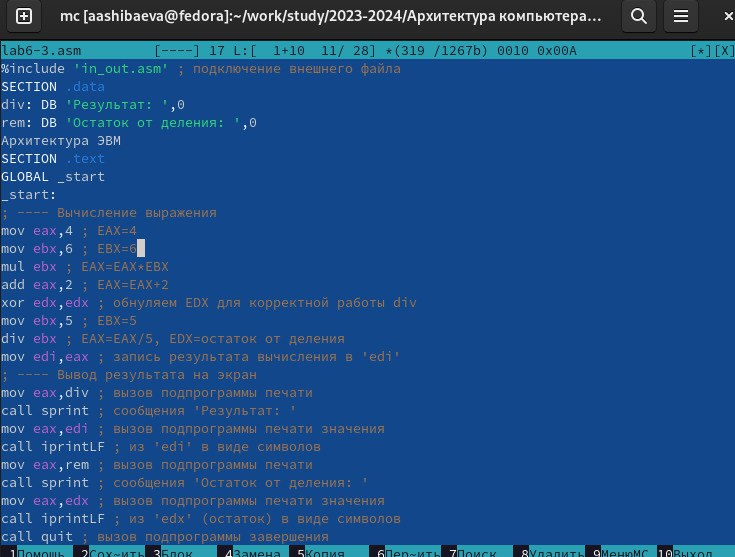 mc [aashibaeva@fedora]:~/work/study/2023-2024/Архитектура компьютера...
lab6-3.asm [----] 17 L:[ 1+10 11/ 28] *(319 /1267b) 0010 0x00A [*][X]
%include 'in_out.asm' ; подключение внешнего файла
SECTION .data
div: DB 'Результат: ',0
rem: DB 'Остаток от деления: ',0
Архитектура ЭВМ
SECTION .text
GLOBAL _start
_start:
; ---- Вычисление выражения
mov eax,4 ; EAX=4
mov ebx,6 ; EBX=6
mul ebx ; EAX=EAX*EBX
add eax,2 ; EAX=EAX+2
xor edx,edx ; обнуляем EDX для корректной работы div
mov ebx,5 ; EBX=5
div ebx ; EAX=EAX/5, EDX=остаток от деления
mov edi,eax ; запись результата вычисления в 'edi'
; ---- Вывод результата на экран
mov eax,div ; вызов подпрограммы печати
call sprint ; сообщения 'Результат: '
mov eax,edi ; вызов подпрограммы печати значения
call iprintLF ; из 'edi' в виде символов
mov eax,rem ; вызов подпрограммы печати
call sprint ; сообщения 'Остаток от деления: '
mov eax,edx ; вызов подпрограммы печати значения
call iprintLF ; из 'edx' (остаток) в виде символов
call quit ; вызов подпрограммы завершения
1Помощь 2Сох~ить 3Блок 4Замена 5Копия 6Пер~ить 7Поиск 8Удалить 9МенюMC 10Выход